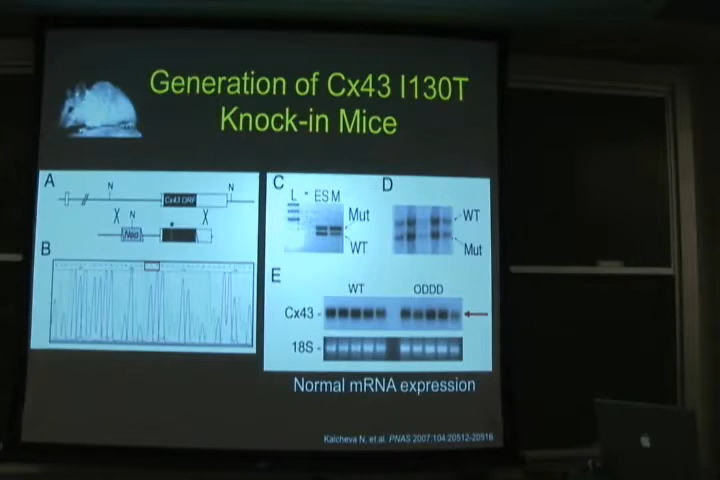 Generation of Cx43 I130T
Knock-in Mice
A
N
N
Cx43 ORF
X
N
X
Neo
B
C
L * ES M
Mut
WT
D
WT
Mut
E
WT ODDD
Cx43 -
18S -
Normal mRNA expression
Kalcheva N. et al. PNAS 2007;104:20512-20516